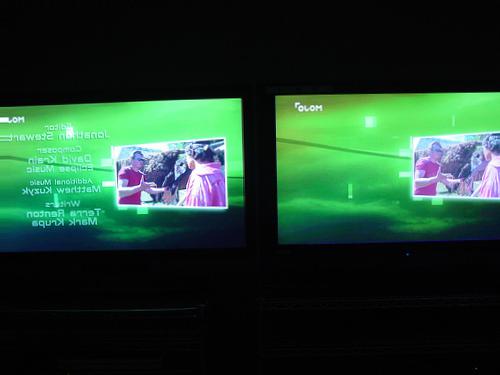 MOJO
Editor
Jonathan Stewart
Composer
David Krain
Eclipse Music
Additional Music
Matthew Kuzyk
Writers
Terra Renton
Mark Krupa
MOJO